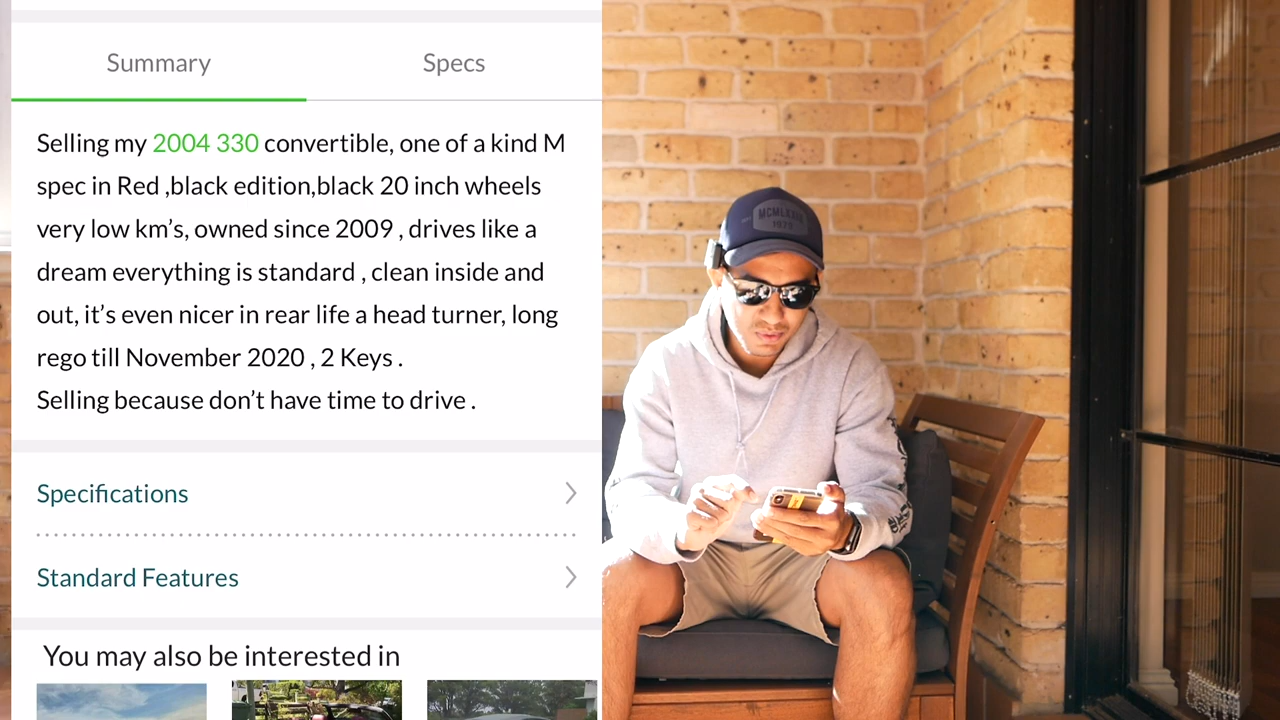 Summary
Specs
Selling my 2004 330 convertible, one of a kind M
spec in Red ,black edition,black 20 inch wheels
very low km's, owned since 2009 , drives like a
dream everything is standard , clean inside and
out, it's even nicer in rear life a head turner, long
rego till November 2020 , 2 Keys .
Selling because don't have time to drive .
Specifications
Standard Features
You may also be interested in